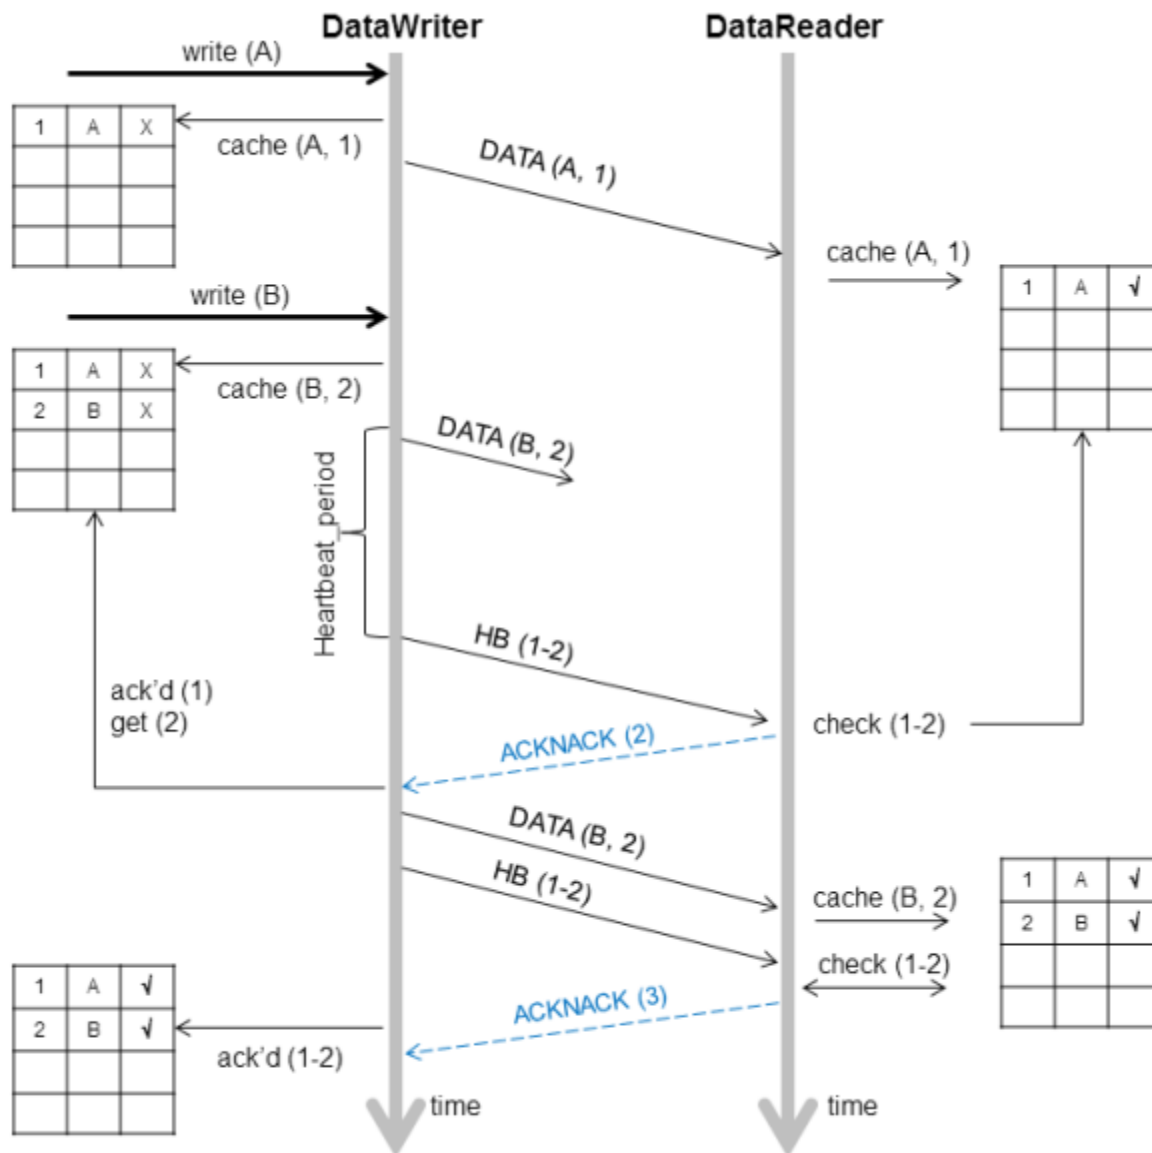 DataWriter
DataReader
write (A)
1 A X
cache (A, 1)
DATA (A, 1)
cache (A, 1)
1 A √
write (B)
1 A X
2 B X
cache (B, 2)
DATA (B, 2)
Heartbeat_period
HB (1-2)
ack'd (1)
get (2)
check (1-2)
ACKNACK (2)
DATA (B, 2)
HB (1-2)
cache (B, 2)
1 A √
2 B √
check (1-2)
1 A √
2 B √
ACKNACK (3)
ack'd (1-2)
time
time